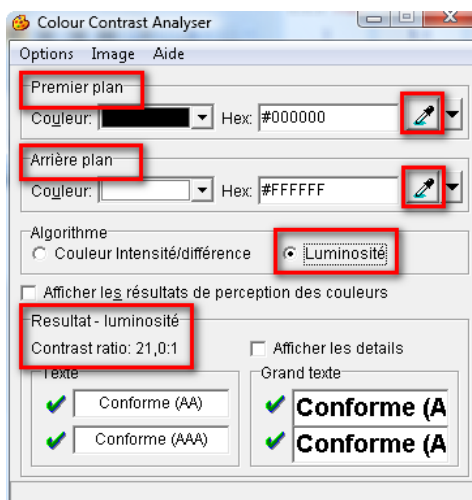 Colour Contrast Analyser
Options Image Aide
Premier plan
Couleur: Hex: #000000
Arrière plan
Couleur: Hex: #FFFFFF
Algorithme
Couleur Intensité/différence Luminosité
Afficher les résultats de perception des couleurs
Resultat - luminosité
Contrast ratio: 21,0:1 Afficher les details
Texte Grand texte
Conforme (AA) Conforme (A
Conforme (AAA) Conforme (A